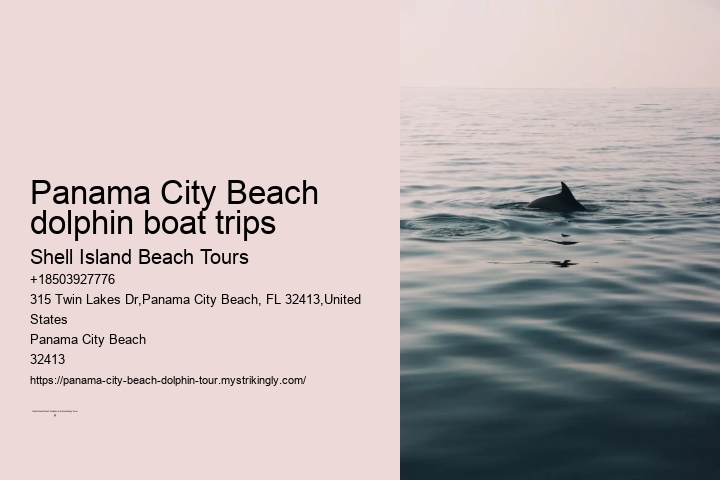 Panama City Beach
dolphin boat trips
Shell Island Beach Tours
+18503927776
315 Twin Lakes Dr,Panama City Beach, FL 32413,United
States
Panama City Beach
32413
https://panama-city-beach-dolphin-tour.mystrikingly.com/